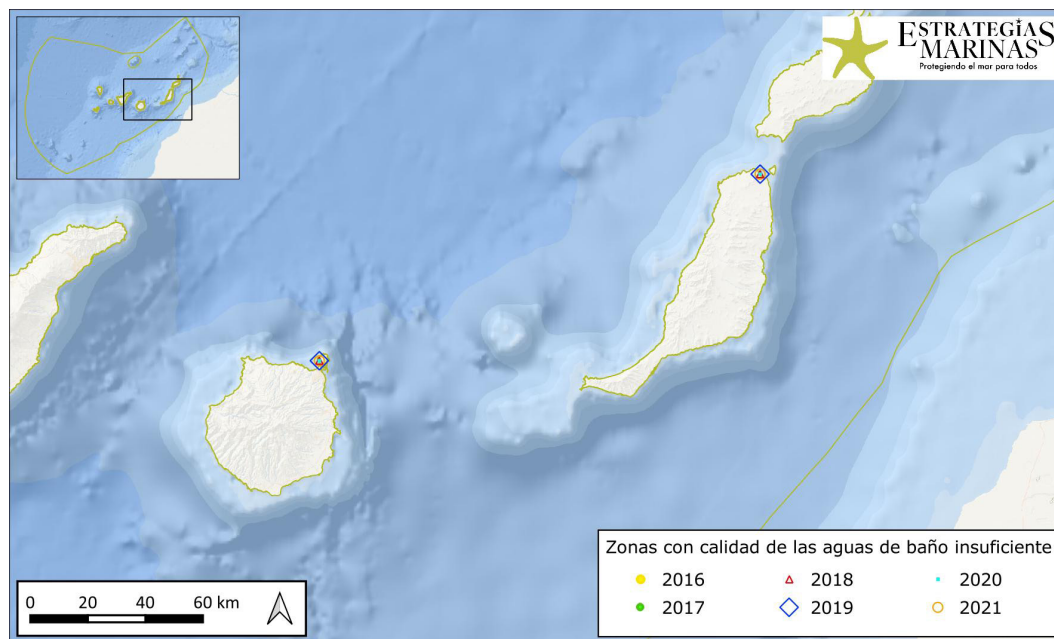 ESTRATEGIAS
MARINAS
Protegiendo el mar para todos
Zonas con calidad de las aguas de baño insuficiente
2016 2018 2020
2017 2019 2021
0 20 40 60 km